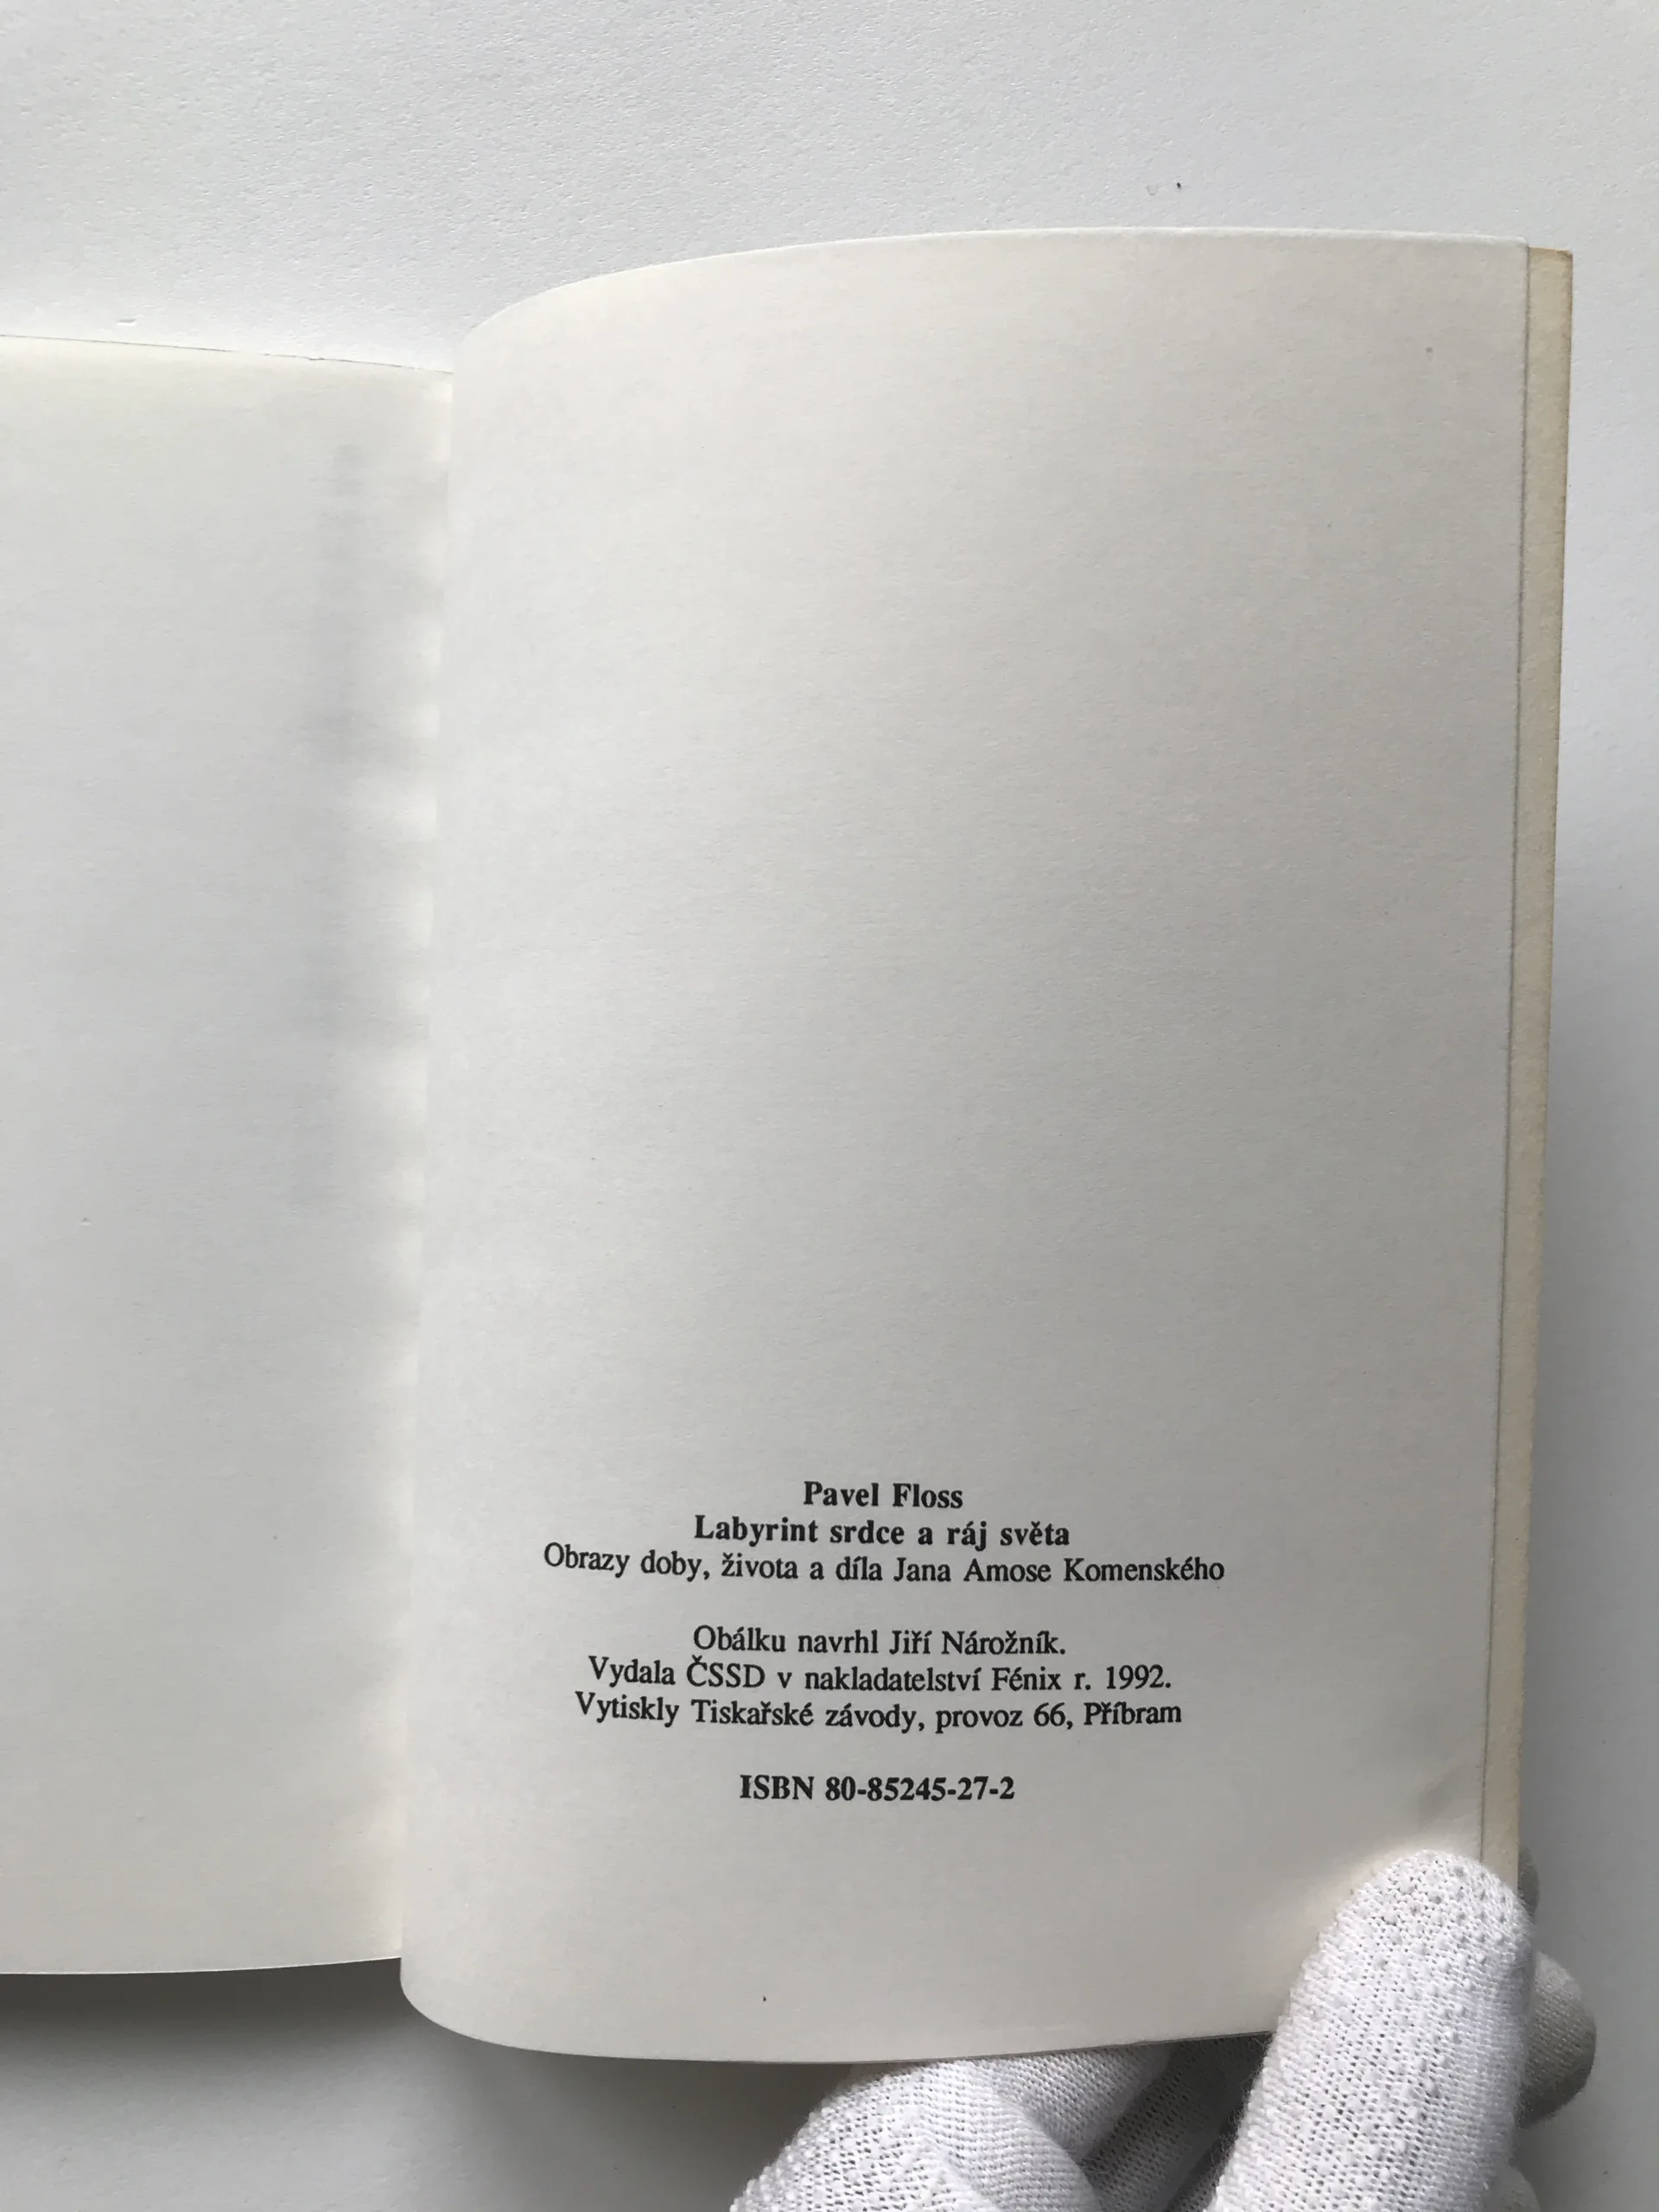 Pavel Floss
Labyrint srdce a ráj světa
Obrazy doby, života a díla Jana Amose Komenského
Obálku navrhl Jiří Nárožník.
Vydala ČSSD v nakladatelství Fénix r. 1992.
Vytiskly Tiskařské závody, provoz 66, Příbram
ISBN 80-85245-27-2